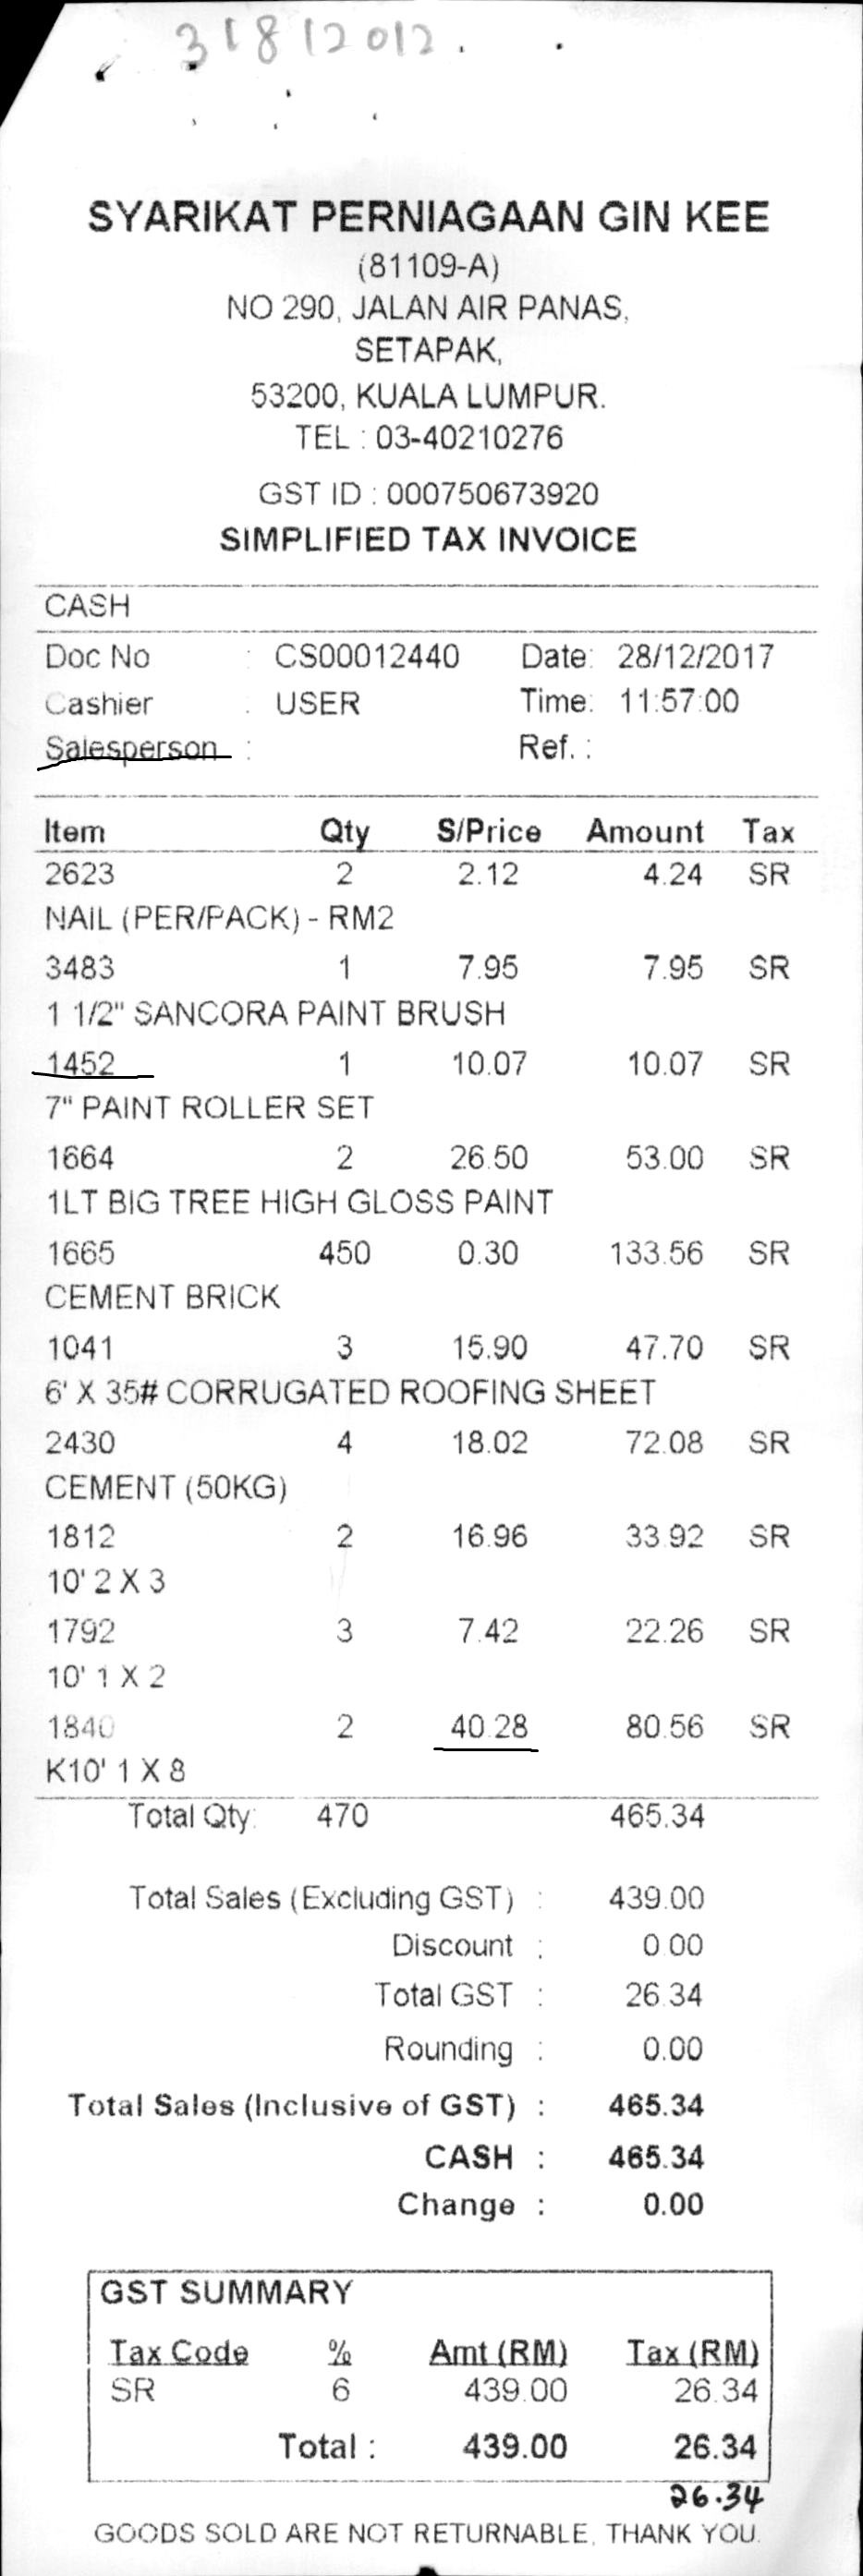 31812012.
SYARIKAT PERNIAGAAN GIN KEE
(81109-A)
NO 290, JALAN AIR PANAS,
SETAPAK,
53200, KUALA LUMPUR.
TEL : 03-40210276
GST ID : 000750673920
SIMPLIFIED TAX INVOICE
CASH
Doc No : CS00012440 Date: 28/12/2017
Cashier : USER Time: 11:57:00
Salesperson : Ref. :
Item Qty S/Price Amount Tax
2623 2 2.12 4.24 SR
NAIL (PER/PACK) - RM2
3483 1 7.95 7.95 SR
1 1/2" SANCORA PAINT BRUSH
1452 1 10.07 10.07 SR
7" PAINT ROLLER SET
1664 2 26.50 53.00 SR
1LT BIG TREE HIGH GLOSS PAINT
1665 450 0.30 133.56 SR
CEMENT BRICK
1041 3 15.90 47.70 SR
6' X 35# CORRUGATED ROOFING SHEET
2430 4 18.02 72.08 SR
CEMENT (50KG)
1812 2 16.96 33.92 SR
10' 2 X 3
1792 3 7.42 22.26 SR
10' 1 X 2
1840 2 40.28 80.56 SR
K10' 1 X 8
Total Qty: 470 465.34
Total Sales (Excluding GST) : 439.00
Discount : 0.00
Total GST : 26.34
Rounding : 0.00
Total Sales (Inclusive of GST) : 465.34
CASH : 465.34
Change : 0.00
GST SUMMARY
Tax Code % Amt (RM) Tax (RM)
SR 6 439.00 26.34
Total : 439.00 26.34
26.34
GOODS SOLD ARE NOT RETURNABLE, THANK YOU.